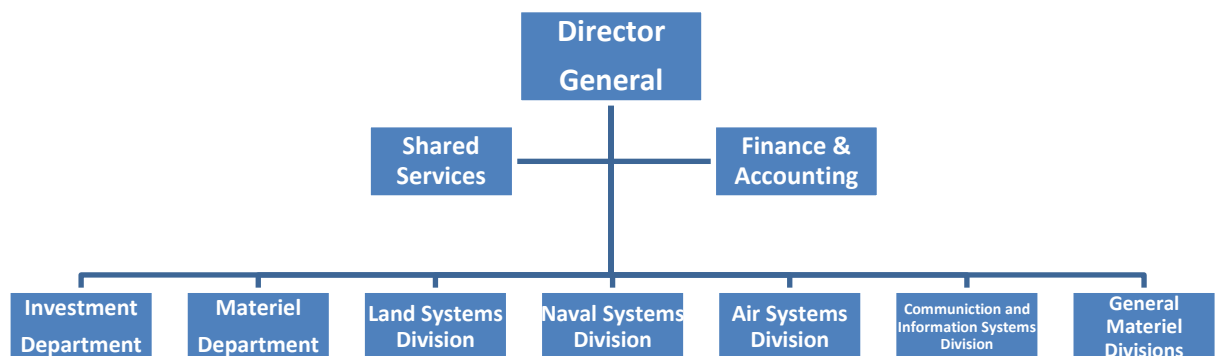 Director
General
Shared
Services
Finance &
Accounting
Investment
Department
Materiel
Department
Land Systems
Division
Naval Systems
Division
Air Systems
Division
Communiction and
Information Systems
Division
General
Materiel
Divisions